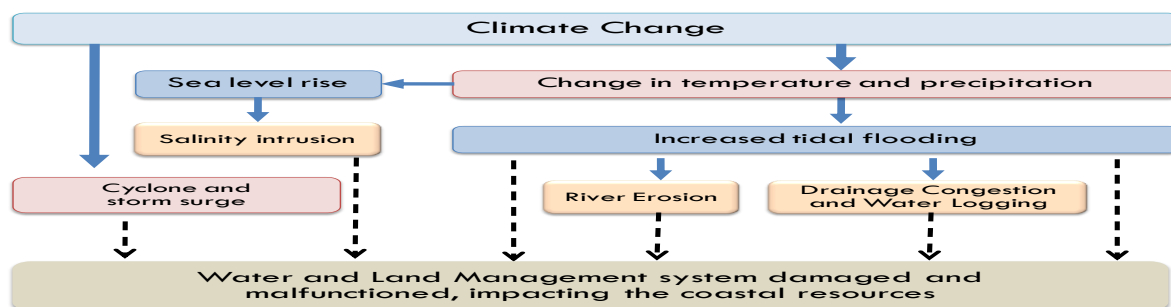 Climate Change
Sea level rise
Change in temperature and precipitation
Salinity intrusion
Increased tidal flooding
Cyclone and
storm surge
River Erosion
Drainage Congestion
and Water Logging
Water and Land Management system damaged and
malfunctioned, impacting the coastal resources